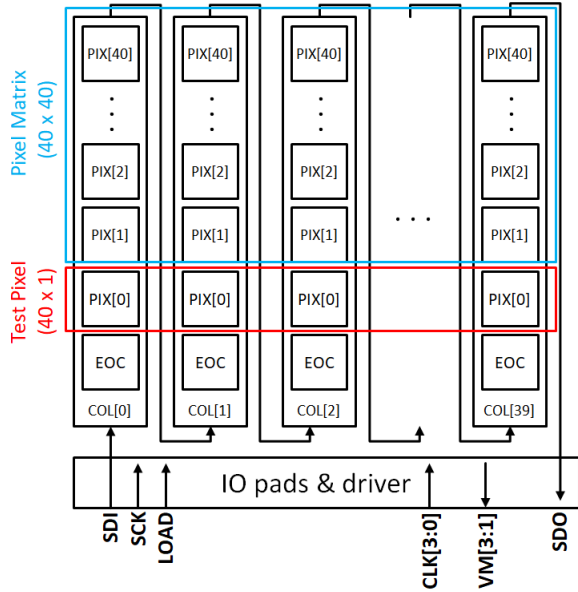 Pixel Matrix
(40 x 40)
Test Pixel
(40 x 1)
PIX[40]
PIX[40]
PIX[40]
PIX[40]
PIX[2]
PIX[2]
PIX[2]
PIX[2]
PIX[1]
PIX[1]
PIX[1]
PIX[1]
PIX[0]
PIX[0]
PIX[0]
PIX[0]
EOC
EOC
EOC
EOC
COL[0]
COL[1]
COL[2]
COL[39]
IO pads & driver
SDI
SCK
LOAD
CLK[3:0]
VM[3:1]
SDO